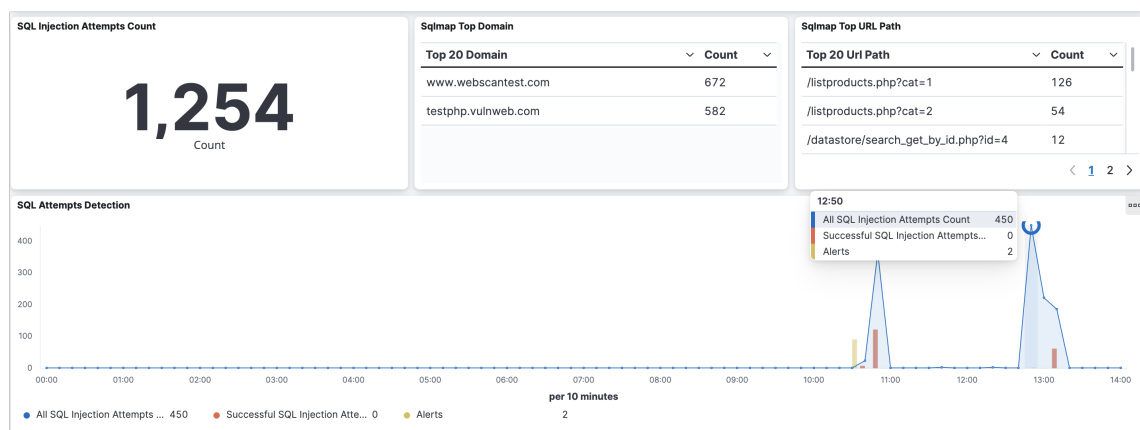 SQL Injection Attempts Count
1,254
Count
Sqlmap Top Domain
Top 20 Domain Count
www.webscantest.com 672
testphp.vulnweb.com 582
Sqlmap Top URL Path
Top 20 Url Path Count
/listproducts.php?cat=1 126
/listproducts.php?cat=2 54
/datastore/search_get_by_id.php?id=4 12
1 2
SQL Attempts Detection
12:50
All SQL Injection Attempts Count 450
Successful SQL Injection Attempts... 0
Alerts 2
400
300
200
100
0
00:00 01:00 02:00 03:00 04:00 05:00 06:00 07:00 08:00 09:00 10:00 11:00 12:00 13:00 14:00
per 10 minutes
All SQL Injection Attempts ... 450 Successful SQL Injection Atte... 0 Alerts 2